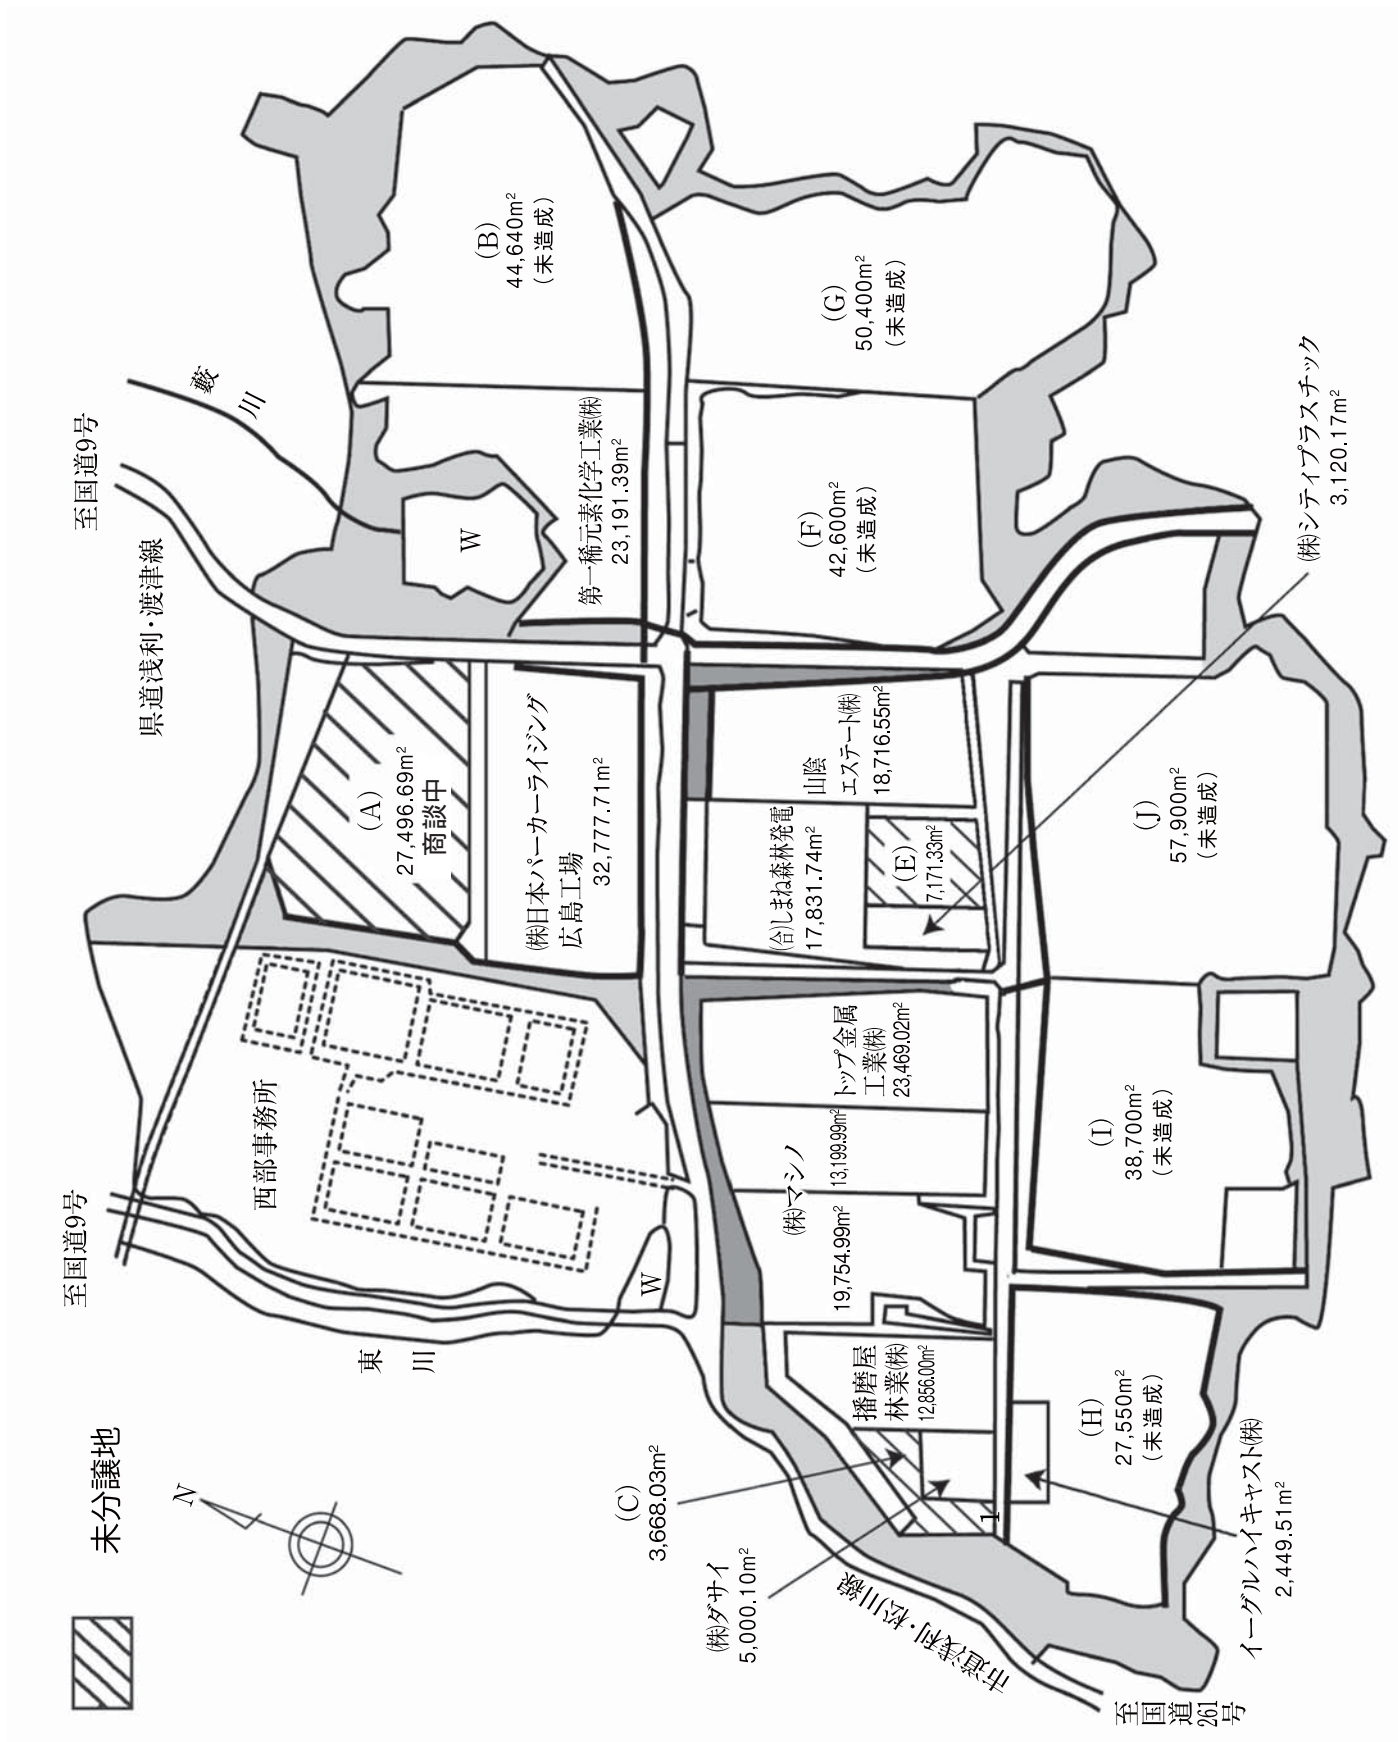 未分譲地
N
至国道9号
県道浅利・渡津線
藪川
至国道9号
東川
西部事務所
W
W
(A)
27,496.69m²
商談中
(株)日本パーカーライジング
広島工場
32,777.71m²
第一稀元素化学工業(株)
23,191.39m²
(B)
44,640m²
(未造成)
(G)
50,400m²
(未造成)
(F)
42,600m²
(未造成)
山陰
エステート(株)
18,716.55m²
(合)しまね森林発電
17,831.74m²
(E)
7,171.33m²
(株)シティプラスチック
3,120.17m²
トップ金属
工業(株)
23,469.02m²
(株)マシノ
13,199.99m²
19,754.99m²
播磨屋
林業(株)
12,856.00m²
(C)
3,668.03m²
(株)ダサイ
5,000.10m²
1
(J)
57,900m²
(未造成)
(I)
38,700m²
(未造成)
(H)
27,550m²
(未造成)
イーグルハイキャスト(株)
2,449.51m²
市道浅利・松川線
至国道261号